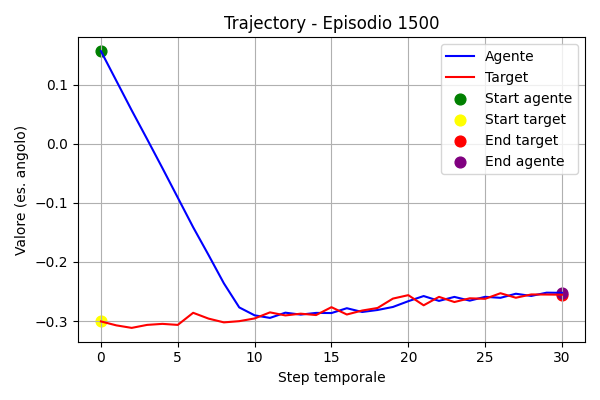 Trajectory - Episodio 1500
Agente
Target
Start agente
Start target
End target
End agente
Valore (es. angolo)
0.1
0.0
−0.1
−0.2
−0.3
0 5 10 15 20 25 30
Step temporale